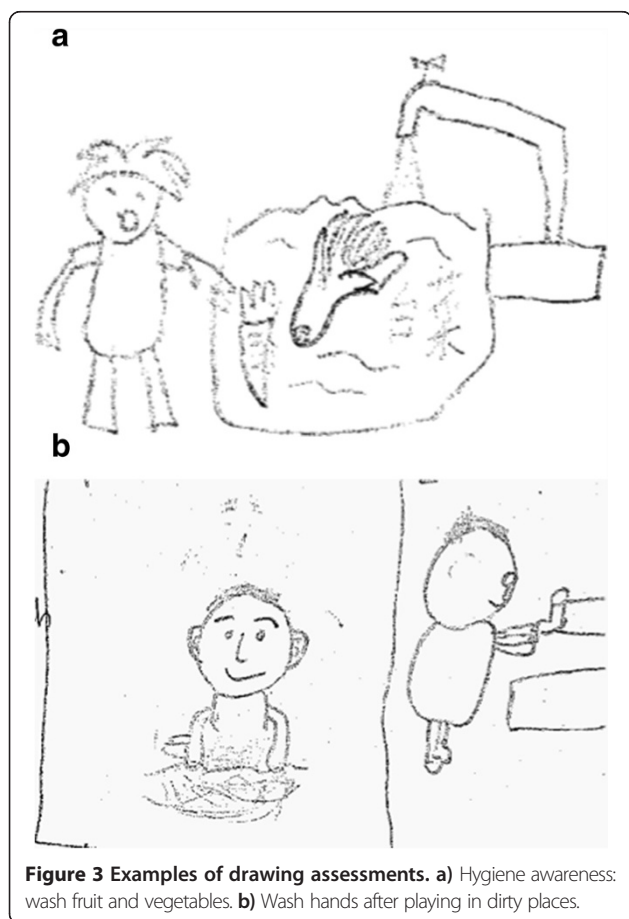 a
b
Figure 3 Examples of drawing assessments. a) Hygiene awareness:
wash fruit and vegetables. b) Wash hands after playing in dirty places.